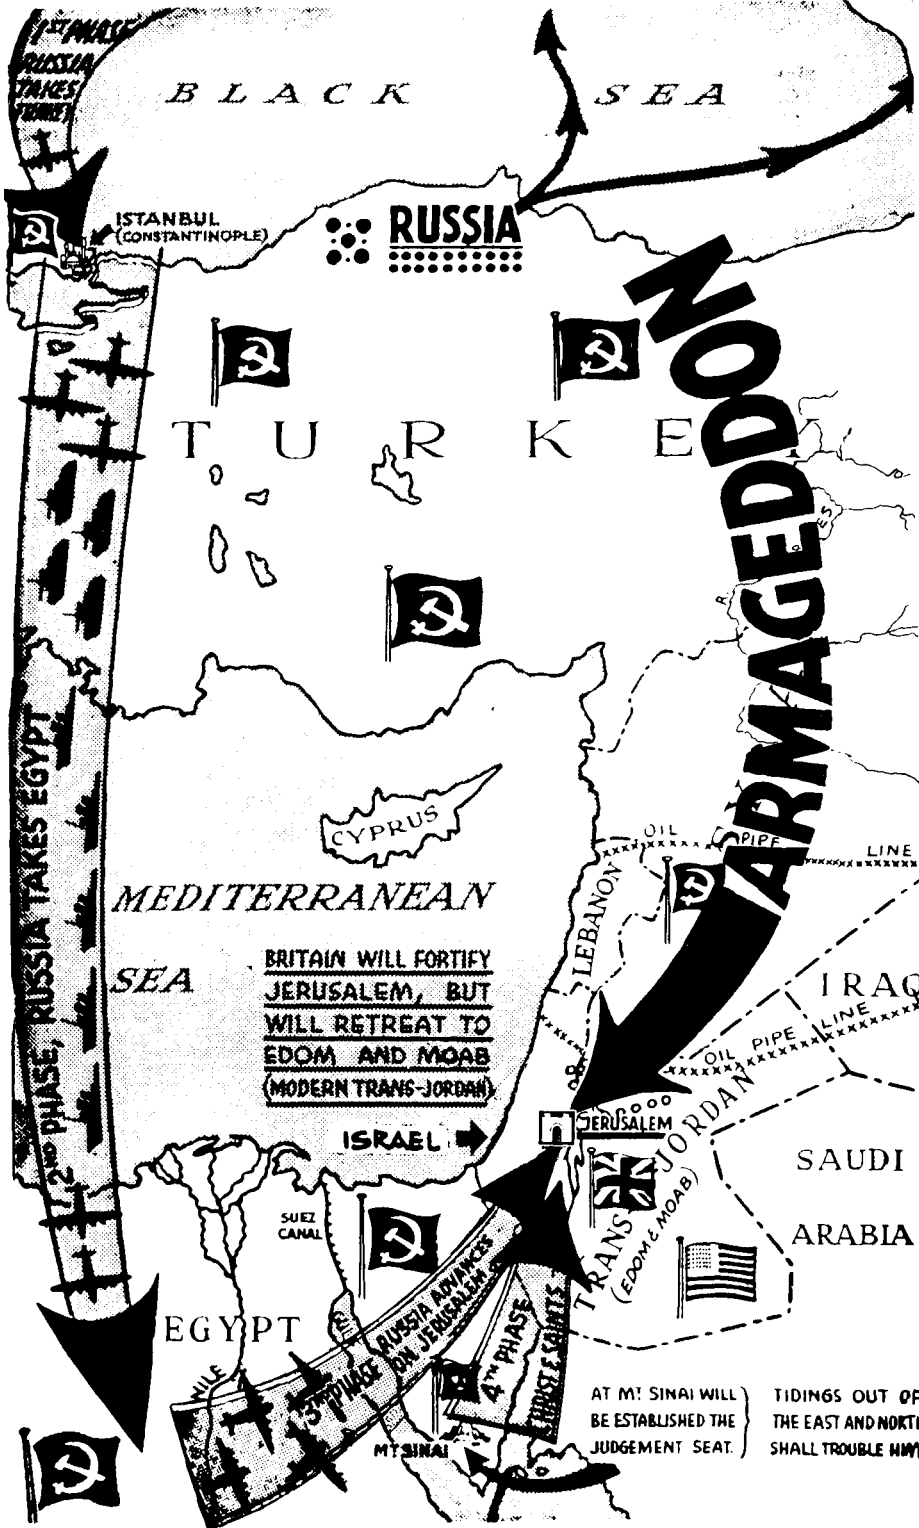 1ST PHASE
RUSSIA
TAKES
TURKEY
BLACK SEA
ISTANBUL
(CONSTANTINOPLE)
RUSSIA
ARMAGEDDON
TURKEY
2ND PHASE, RUSSIA TAKES EGYPT
CYPRUS
OIL PIPE LINE
MEDITERRANEAN
SEA
LEBANON
BRITAIN WILL FORTIFY
JERUSALEM, BUT
WILL RETREAT TO
EDOM AND MOAB
(MODERN TRANS-JORDAN)
IRAQ
OIL PIPE LINE
ISRAEL
JERUSALEM
TRANS JORDAN
(EDOM & MOAB)
SAUDI
ARABIA
SUEZ
CANAL
EGYPT
NILE
3RD PHASE RUSSIA ADVANCES
ON JERUSALEM
4TH PHASE
& SAINTS
MT SINAI
AT MT SINAI WILL
BE ESTABLISHED THE
JUDGEMENT SEAT.
TIDINGS OUT OF
THE EAST AND NORTH
SHALL TROUBLE HIM